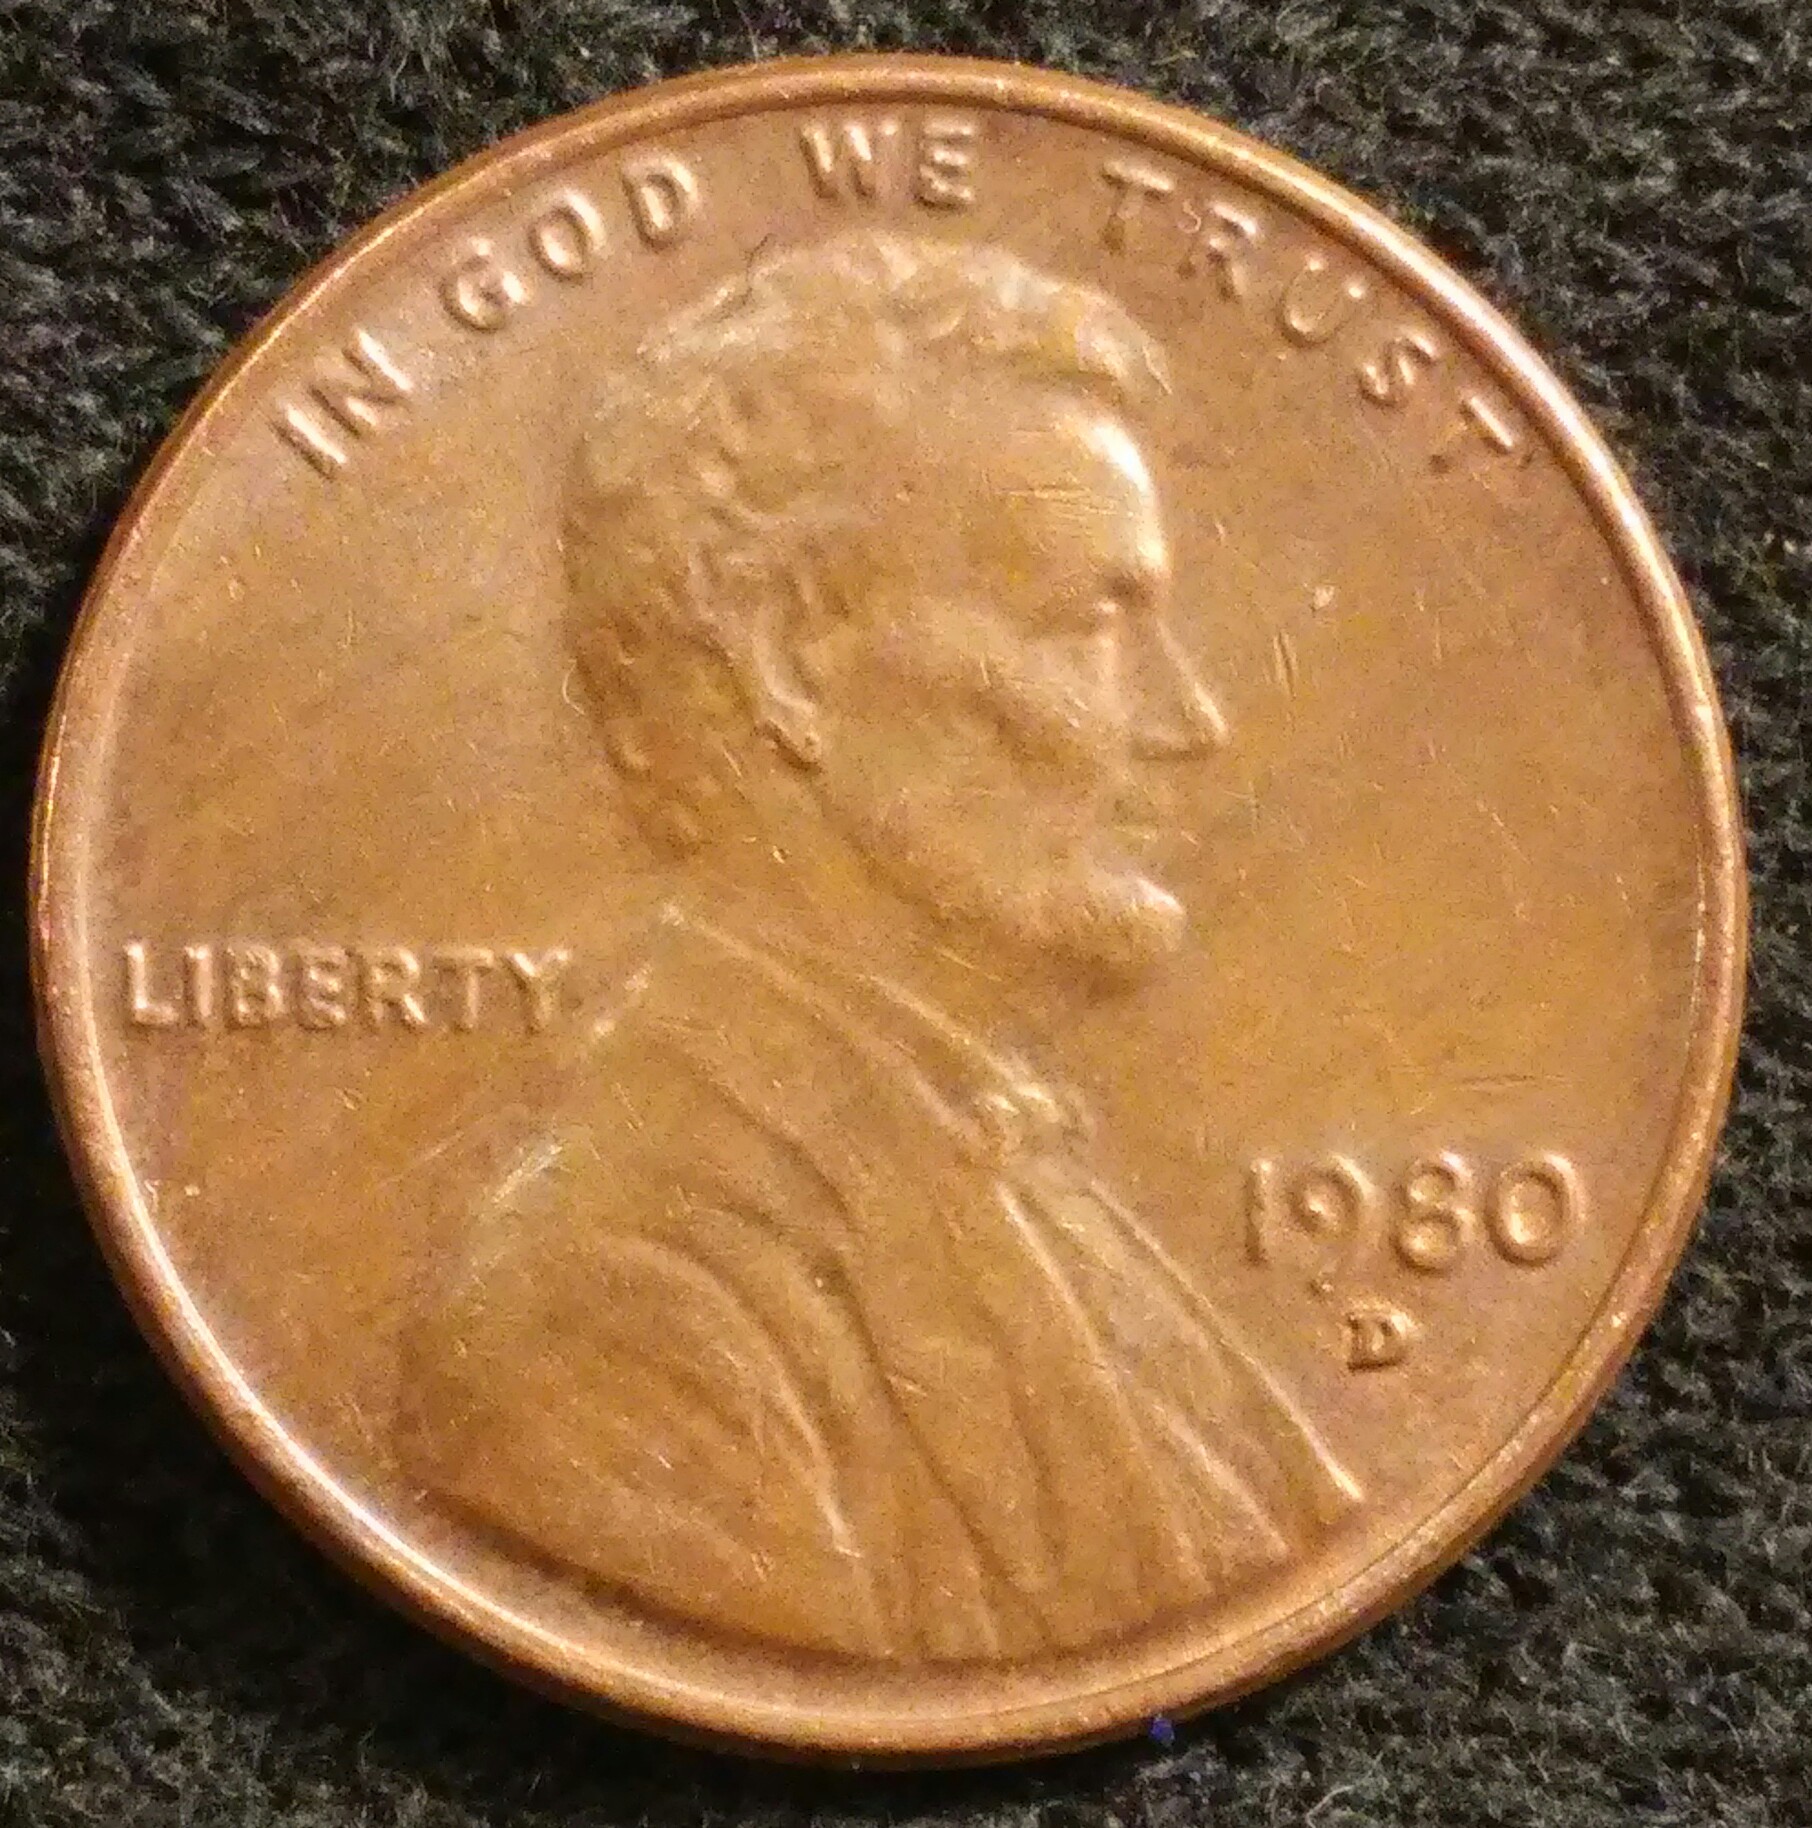 IN GOD WE TRUST
LIBERTY
1980
D